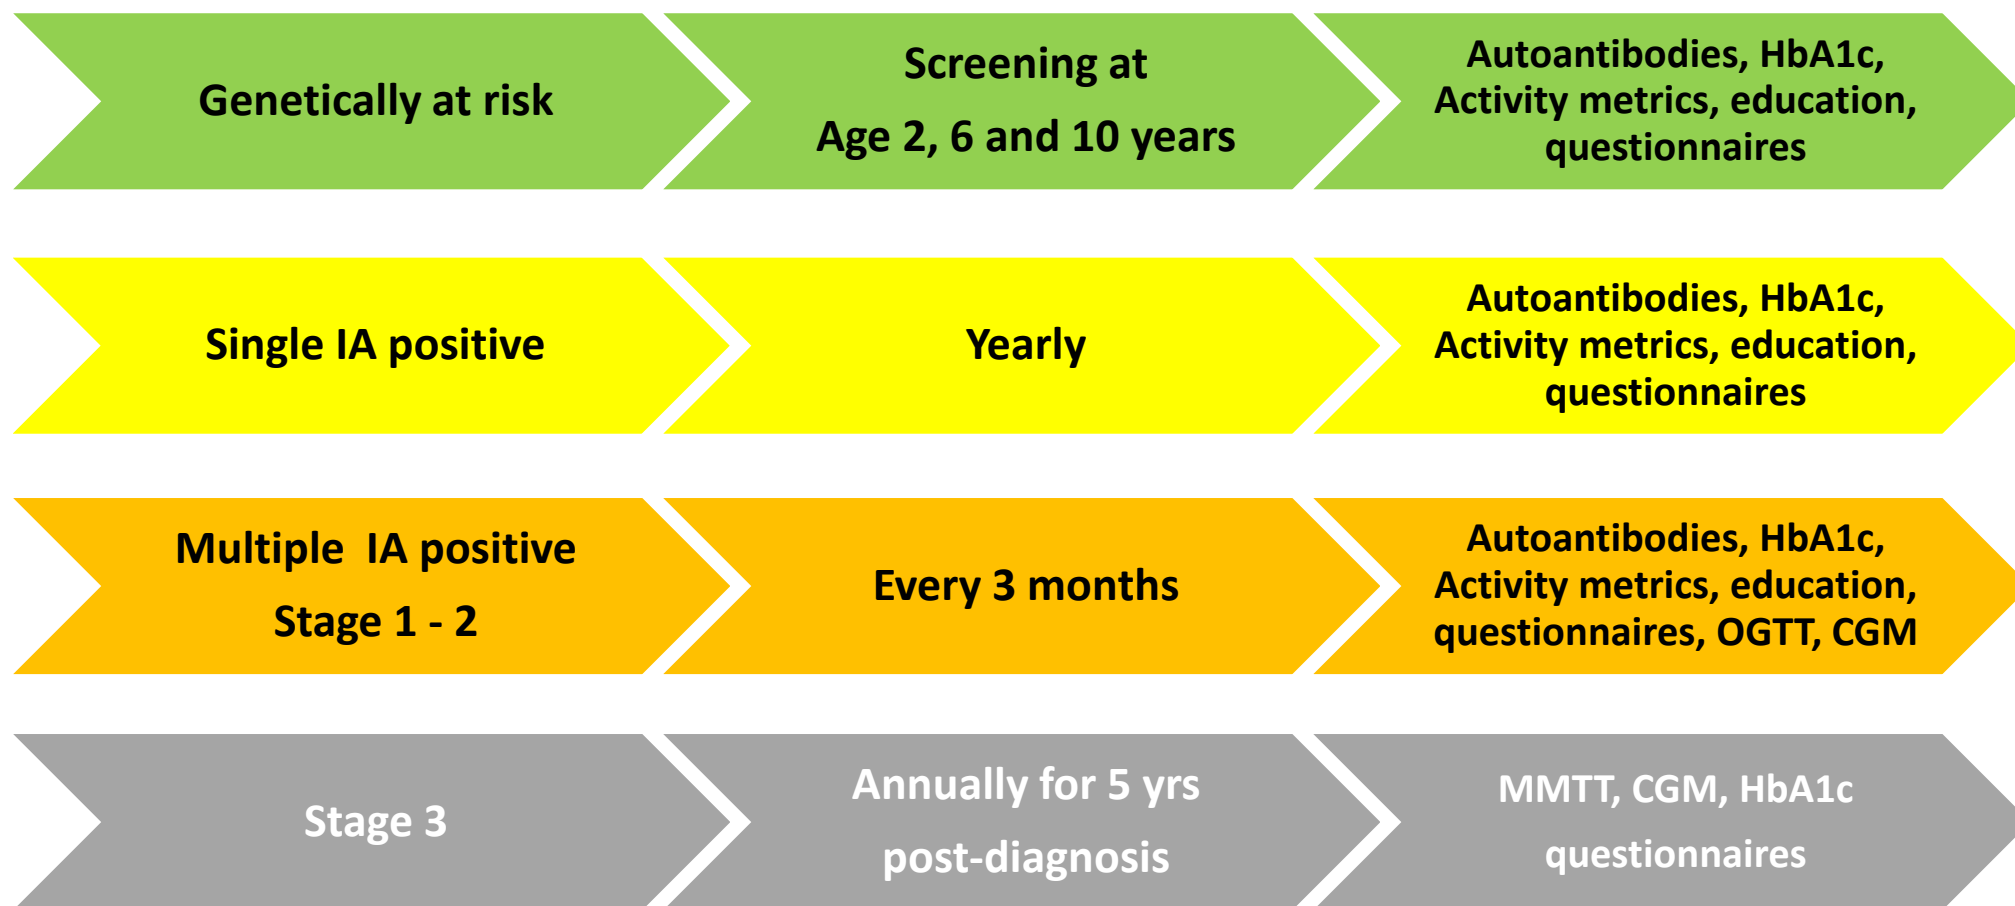 Genetically at risk
Screening at
Age 2, 6 and 10 years
Autoantibodies, HbA1c,
Activity metrics, education,
questionnaires
Single IA positive
Yearly
Autoantibodies, HbA1c,
Activity metrics, education,
questionnaires
Multiple  IA positive
Stage 1 - 2
Every 3 months
Autoantibodies, HbA1c,
Activity metrics, education,
questionnaires, OGTT, CGM
Stage 3
Annually for 5 yrs
post-diagnosis
MMTT, CGM, HbA1c
questionnaires